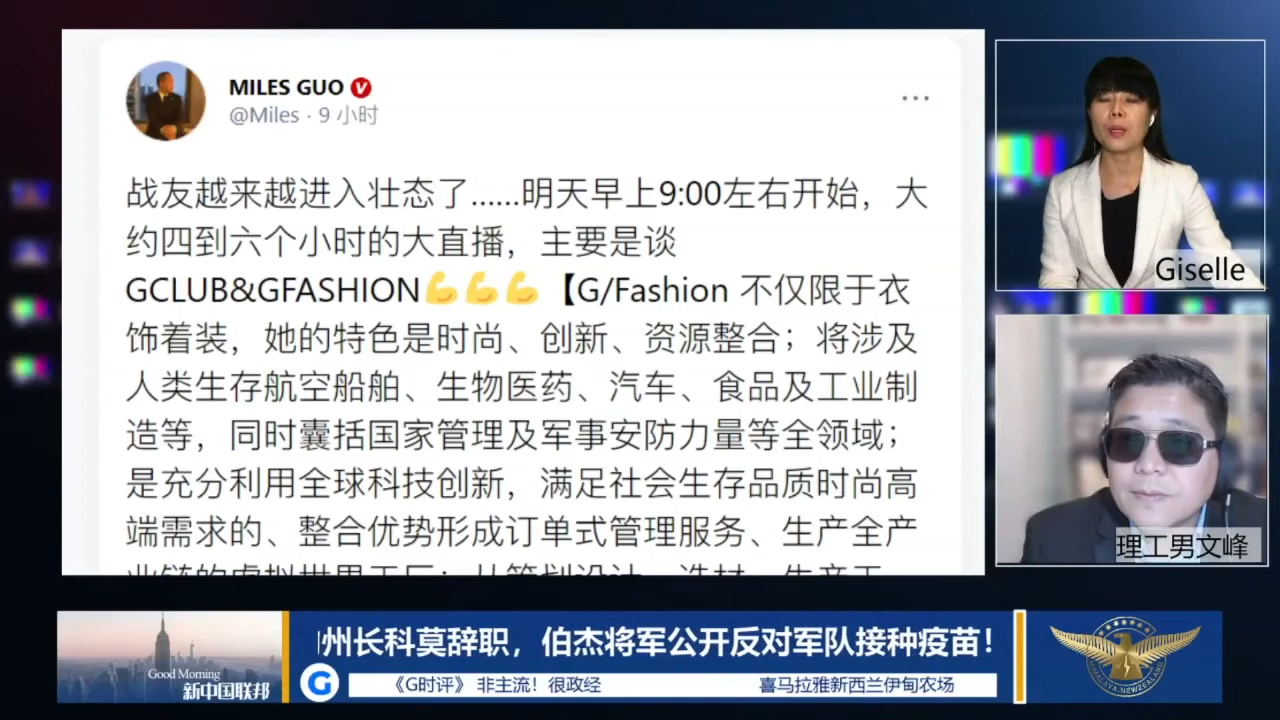 MILES GUO
@Miles · 9 小时
战友越来越进入壮态了……明天早上9:00左右开始，大
约四到六个小时的大直播，主要是谈
GCLUB&GFASHION💪💪💪【G/Fashion 不仅限于衣
饰着装，她的特色是时尚、创新、资源整合；将涉及
人类生存航空船舶、生物医药、汽车、食品及工业制
造等，同时囊括国家管理及军事安防力量等全领域；
是充分利用全球科技创新，满足社会生存品质时尚高
端需求的、整合优势形成订单式管理服务、生产全产
Giselle
理工男文峰
州长科莫辞职，伯杰将军公开反对军队接种疫苗！
Good Morning
新中国联邦
G
《G时评》 非主流！很政经
喜马拉雅新西兰伊甸农场